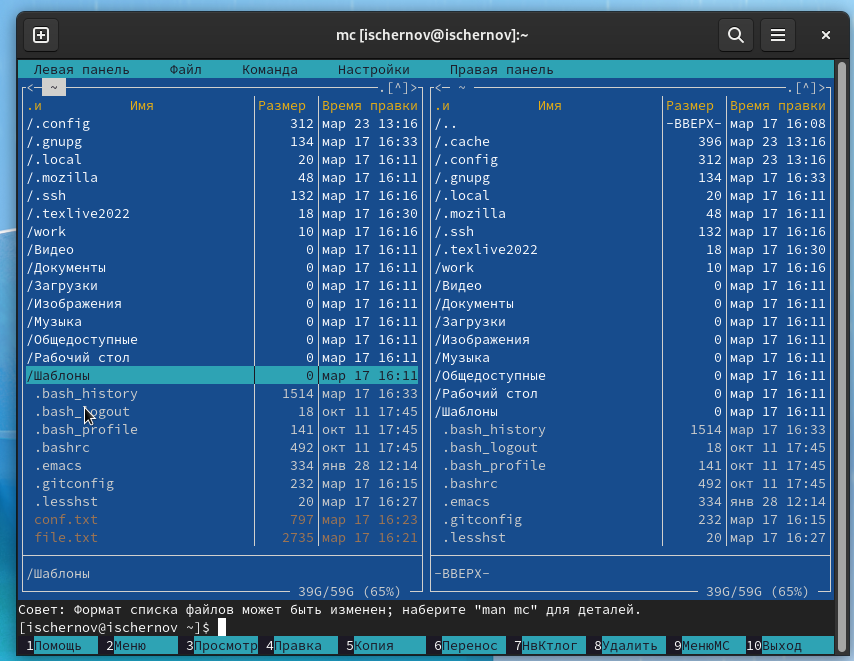 mc [ischernov@ischernov]:~
Левая панель Файл Команда Настройки Правая панель
<─ ~ .[^]> <─ ~ .[^]>
.и Имя Размер Время правки .и Имя Размер Время правки
/.config 312 мар 23 13:16 /.. -ВВЕРХ- мар 17 16:08
/.gnupg 134 мар 17 16:33 /.cache 396 мар 23 13:16
/.local 20 мар 17 16:11 /.config 312 мар 23 13:16
/.mozilla 48 мар 17 16:11 /.gnupg 134 мар 17 16:33
/.ssh 132 мар 17 16:16 /.local 20 мар 17 16:11
/.texlive2022 18 мар 17 16:30 /.mozilla 48 мар 17 16:11
/work 10 мар 17 16:16 /.ssh 132 мар 17 16:16
/Видео 0 мар 17 16:11 /.texlive2022 18 мар 17 16:30
/Документы 0 мар 17 16:11 /work 10 мар 17 16:16
/Загрузки 0 мар 17 16:11 /Видео 0 мар 17 16:11
/Изображения 0 мар 17 16:11 /Документы 0 мар 17 16:11
/Музыка 0 мар 17 16:11 /Загрузки 0 мар 17 16:11
/Общедоступные 0 мар 17 16:11 /Изображения 0 мар 17 16:11
/Рабочий стол 0 мар 17 16:11 /Музыка 0 мар 17 16:11
/Шаблоны 0 мар 17 16:11 /Общедоступные 0 мар 17 16:11
.bash_history 1514 мар 17 16:33 /Рабочий стол 0 мар 17 16:11
.bash_logout 18 окт 11 17:45 /Шаблоны 0 мар 17 16:11
.bash_profile 141 окт 11 17:45 .bash_history 1514 мар 17 16:33
.bashrc 492 окт 11 17:45 .bash_logout 18 окт 11 17:45
.emacs 334 янв 28 12:14 .bash_profile 141 окт 11 17:45
.gitconfig 232 мар 17 16:15 .bashrc 492 окт 11 17:45
.lesshst 20 мар 17 16:27 .emacs 334 янв 28 12:14
conf.txt 797 мар 17 16:23 .gitconfig 232 мар 17 16:15
file.txt 2735 мар 17 16:21 .lesshst 20 мар 17 16:27
/Шаблоны -ВВЕРХ-
39G/59G (65%) 39G/59G (65%)
Совет: Формат списка файлов может быть изменен; наберите "man mc" для деталей.
[ischernov@ischernov ~]$
1Помощь 2Меню 3Просмотр 4Правка 5Копия 6Перенос 7НвКтлог 8Удалить 9МенюМС 10Выход